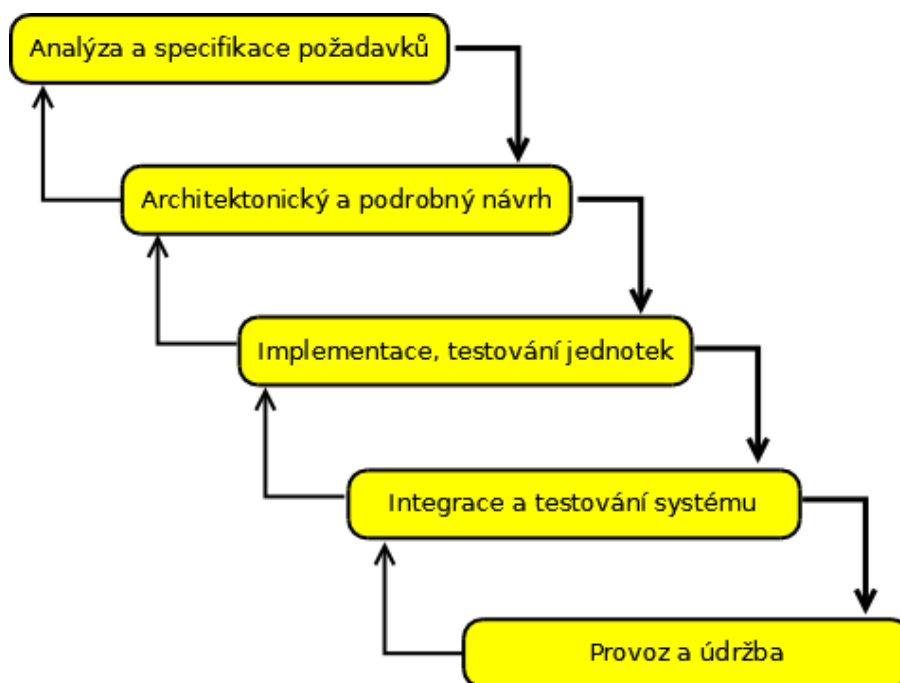 Analýza a specifikace požadavků
Architektonický a podrobný návrh
Implementace, testování jednotek
Integrace a testování systému
Provoz a údržba